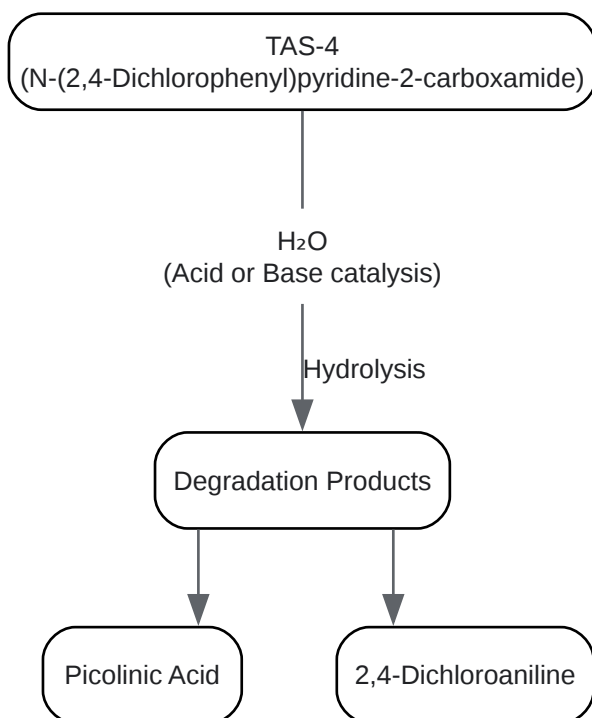 TAS-4
(N-(2,4-Dichlorophenyl)pyridine-2-carboxamide)
H₂O
(Acid or Base catalysis)
Hydrolysis
Degradation Products
Picolinic Acid
2,4-Dichloroaniline